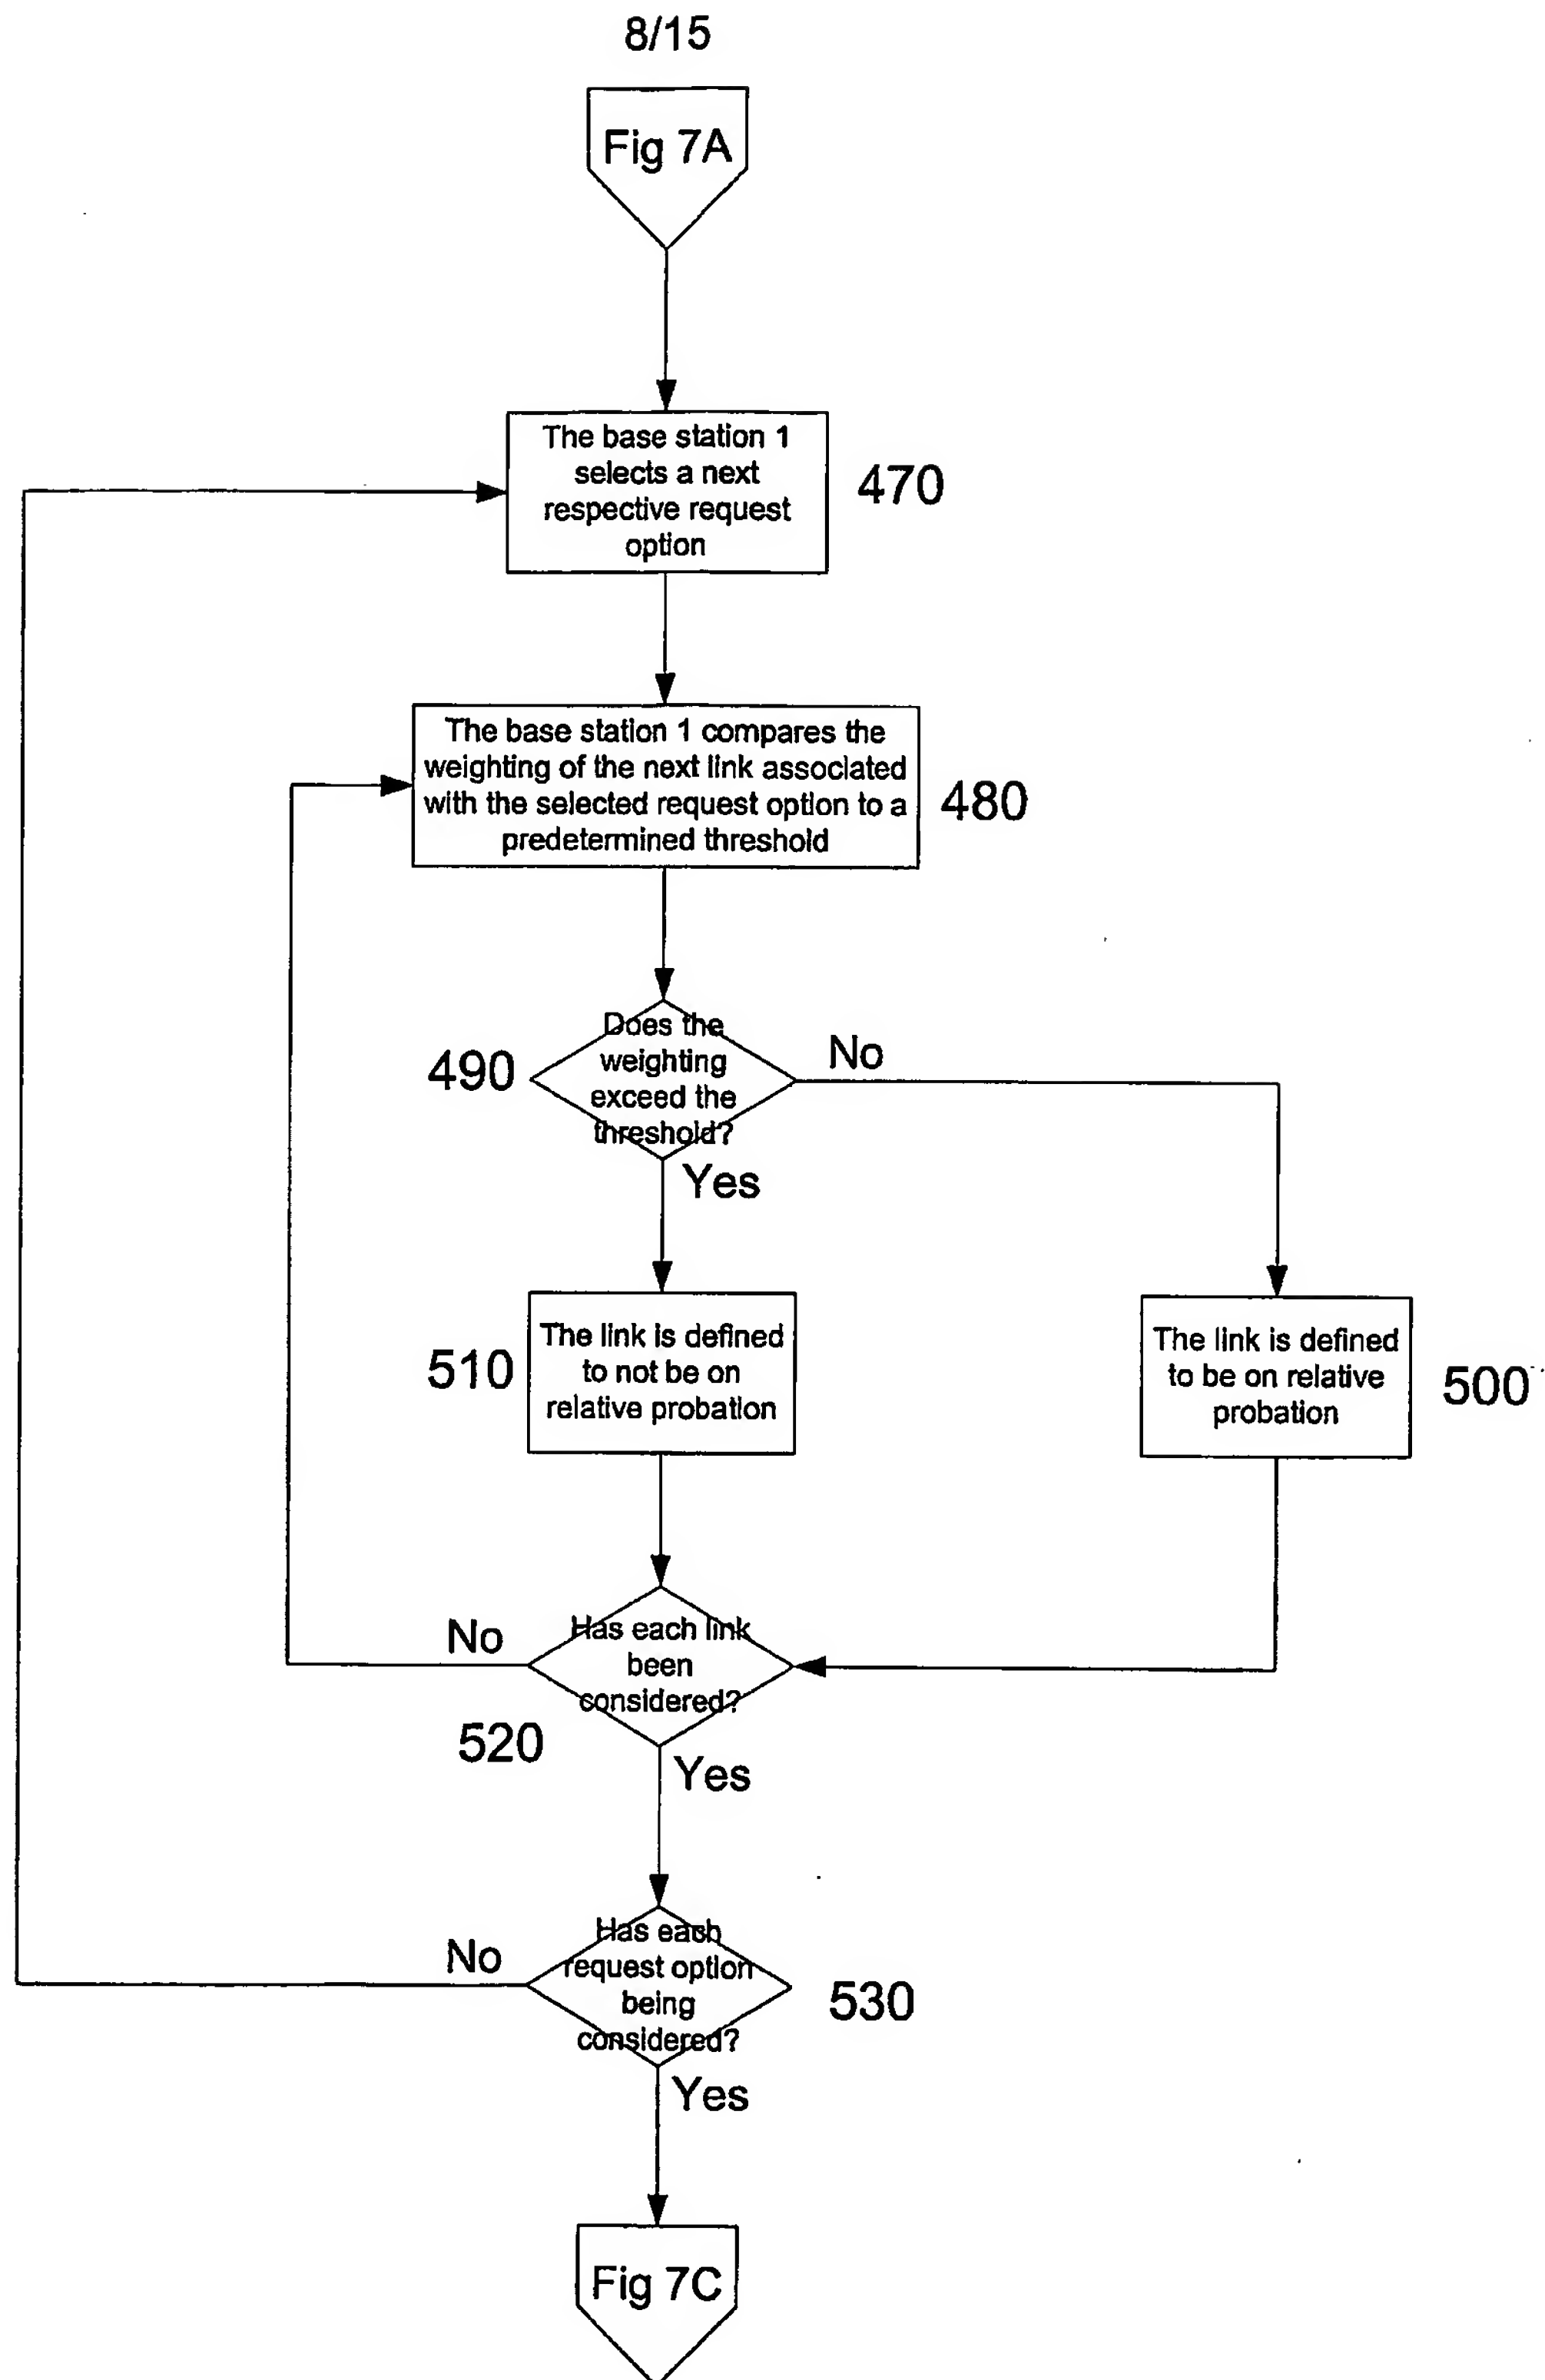 8/15
Fig 7A
The base station 1
selects a next
respective request
option
470
The base station 1 compares the
weighting of the next link associated
with the selected request option to a
predetermined threshold
480
Does the
weighting
exceed the
threshold?
490
No
Yes
The link is defined
to not be on
relative probation
510
The link is defined
to be on relative
probation
500
Has each link
been
considered?
No
520
Yes
Has each
request option
being
considered?
No
530
Yes
Fig 7C